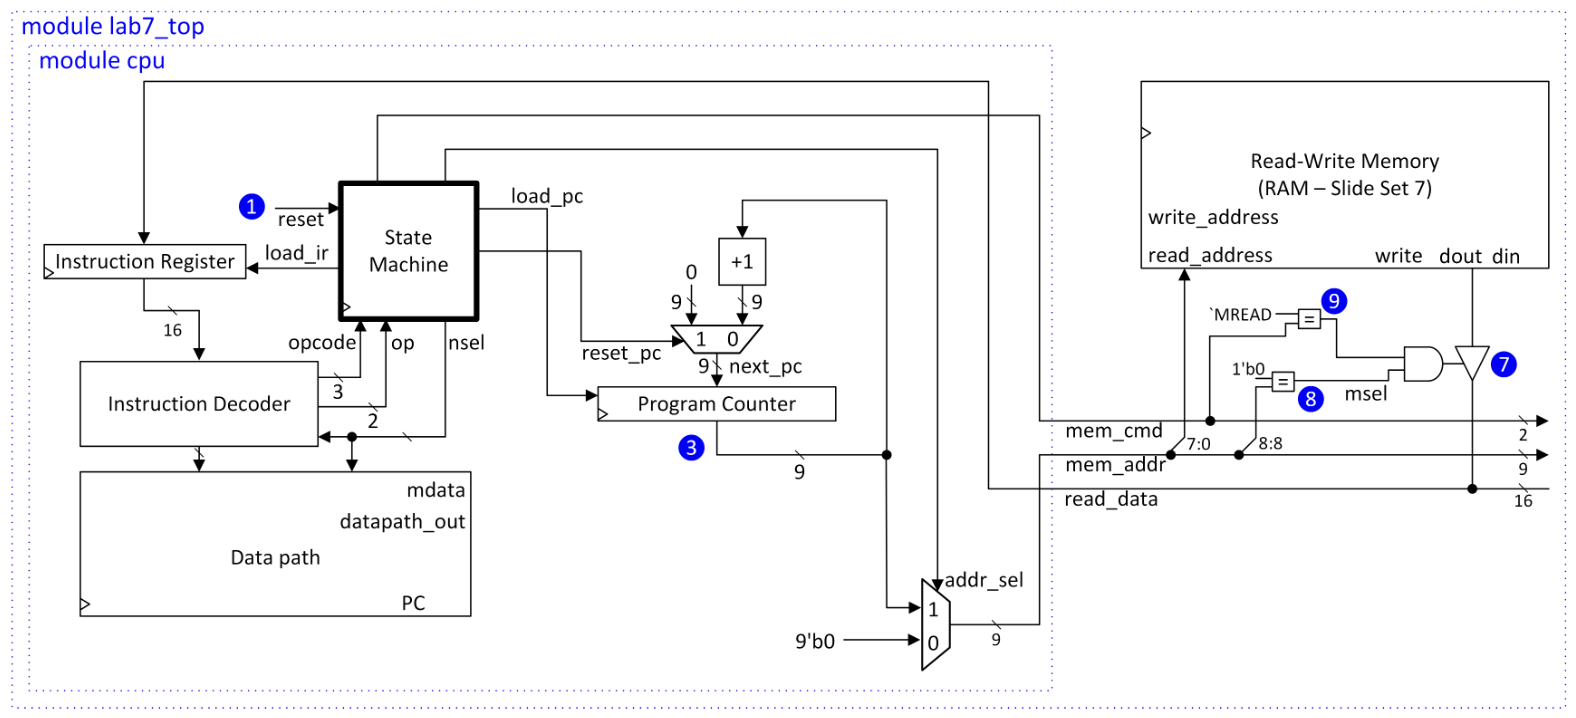 module lab7_top
module cpu
1
reset
load_ir
Instruction Register
16
State
Machine
load_pc
reset_pc
opcode
op
nsel
3
2
Instruction Decoder
mdata
datapath_out
Data path
PC
+1
0
9
9
1 0
9
next_pc
Program Counter
3
9
addr_sel
1
0
9'b0
9
Read-Write Memory
(RAM – Slide Set 7)
write_address
read_address
write dout din
`MREAD
=
9
1'b0
=
8
msel
7
mem_cmd
2
7:0
8:8
mem_addr
9
read_data
16